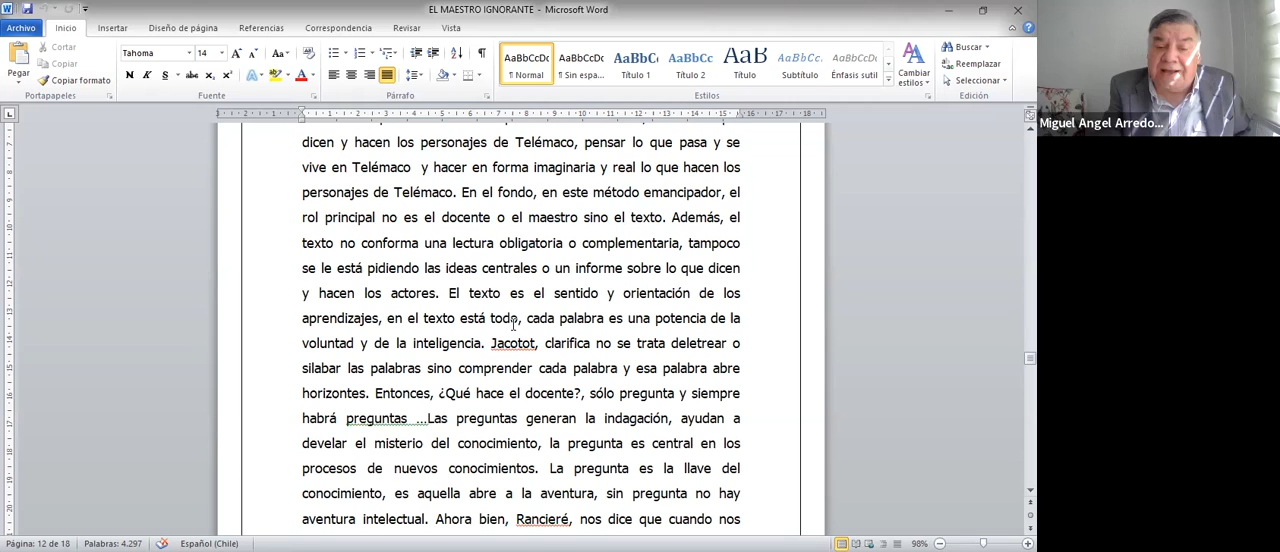 EL MAESTRO IGNORANTE - Microsoft Word
Archivo Inicio Insertar Diseño de página Referencias Correspondencia Revisar Vista
Pegar
Cortar
Copiar
Copiar formato
Portapapeles
Tahoma 14
Fuente
Párrafo
AaBbCcDc ¶ Normal
AaBbCcDc ¶ Sin espa...
AaBbC( Título 1
AaBbCc Título 2
AaB Título
AaBbCc. Subtítulo
AaBbCcDc Énfasis sutil
Cambiar estilos
Estilos
Buscar
Reemplazar
Seleccionar
Edición
dicen y hacen los personajes de Telémaco, pensar lo que pasa y se
vive en Telémaco y hacer en forma imaginaria y real lo que hacen los
personajes de Telémaco. En el fondo, en este método emancipador, el
rol principal no es el docente o el maestro sino el texto. Además, el
texto no conforma una lectura obligatoria o complementaria, tampoco
se le está pidiendo las ideas centrales o un informe sobre lo que dicen
y hacen los actores. El texto es el sentido y orientación de los
aprendizajes, en el texto está todo, cada palabra es una potencia de la
voluntad y de la inteligencia. Jacotot, clarifica no se trata deletrear o
silabar las palabras sino comprender cada palabra y esa palabra abre
horizontes. Entonces, ¿Qué hace el docente?, sólo pregunta y siempre
habrá preguntas ...Las preguntas generan la indagación, ayudan a
develar el misterio del conocimiento, la pregunta es central en los
procesos de nuevos conocimientos. La pregunta es la llave del
conocimiento, es aquella abre a la aventura, sin pregunta no hay
aventura intelectual. Ahora bien, Rancieré, nos dice que cuando nos
Página: 12 de 18 Palabras: 4.297 Español (Chile) 98%
Miguel Angel Arredo...